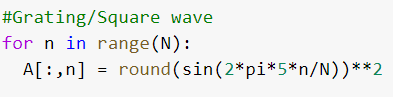 #Grating/Square wave
for n in range(N):
  A[:,n] = round(sin(2*pi*5*n/N))**2